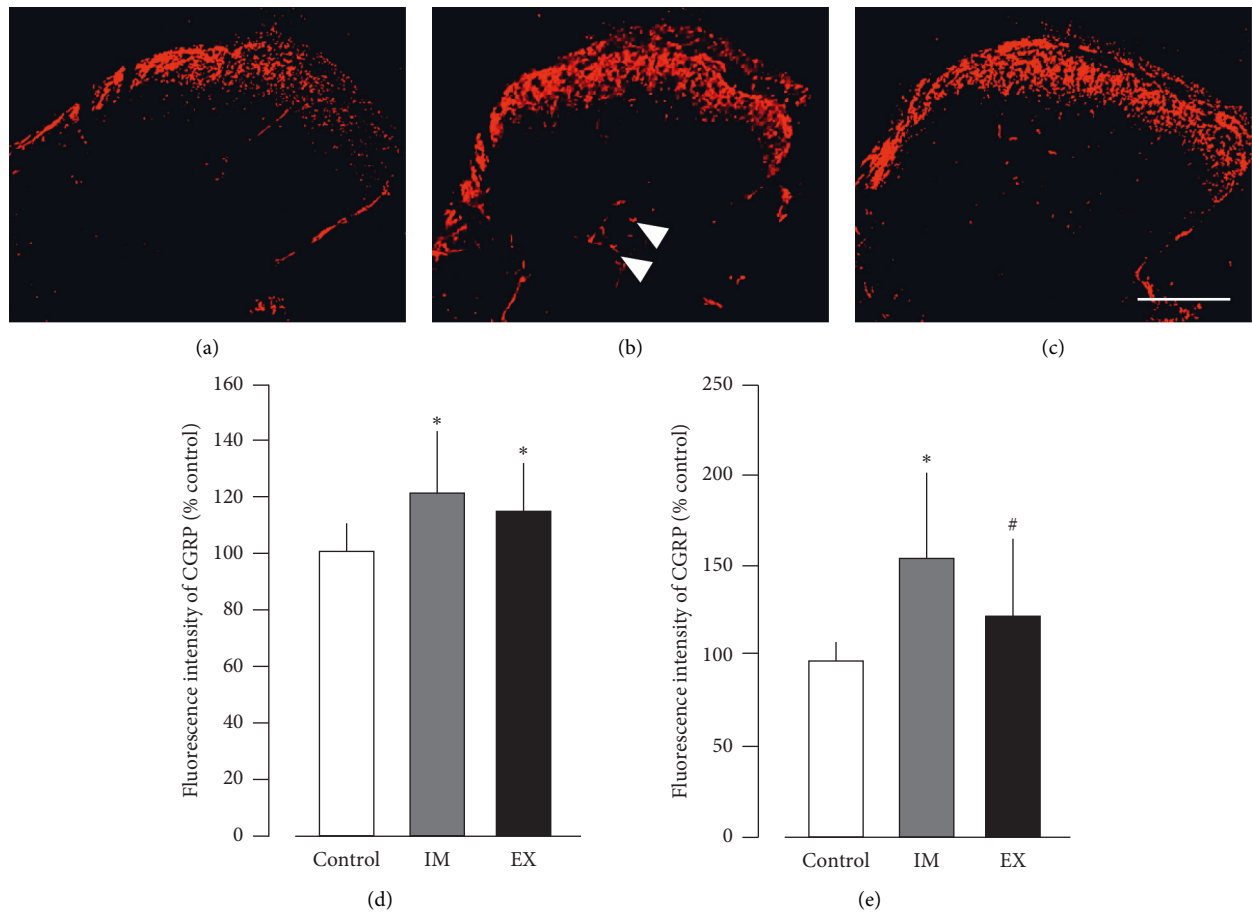 (a)
(b)
(c)
Fluorescence intensity of CGRP (% control)
160
140
120
100
80
60
40
20
0
*
*
Control
IM
EX
(d)
Fluorescence intensity of CGRP (% control)
250
200
150
100
50
0
*
#
Control
IM
EX
(e)